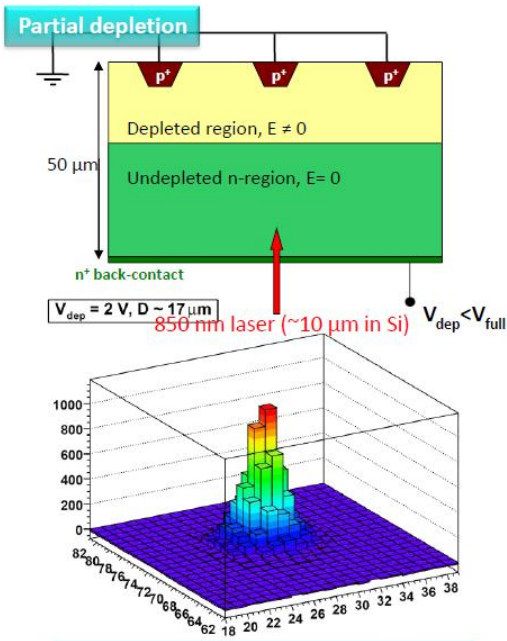 Partial depletion
p⁺ p⁺ p⁺
Depleted region, E ≠ 0
50 µm
Undepleted n-region, E= 0
n⁺ back-contact
V_dep = 2 V, D ~ 17 µm
850 nm laser (~10 µm in Si)
V_dep<V_full
1000
800
600
400
200
0
82 80 78 76 74 72 70 68 66 64 62
18 20 22 24 26 28 30 32 34 36 38